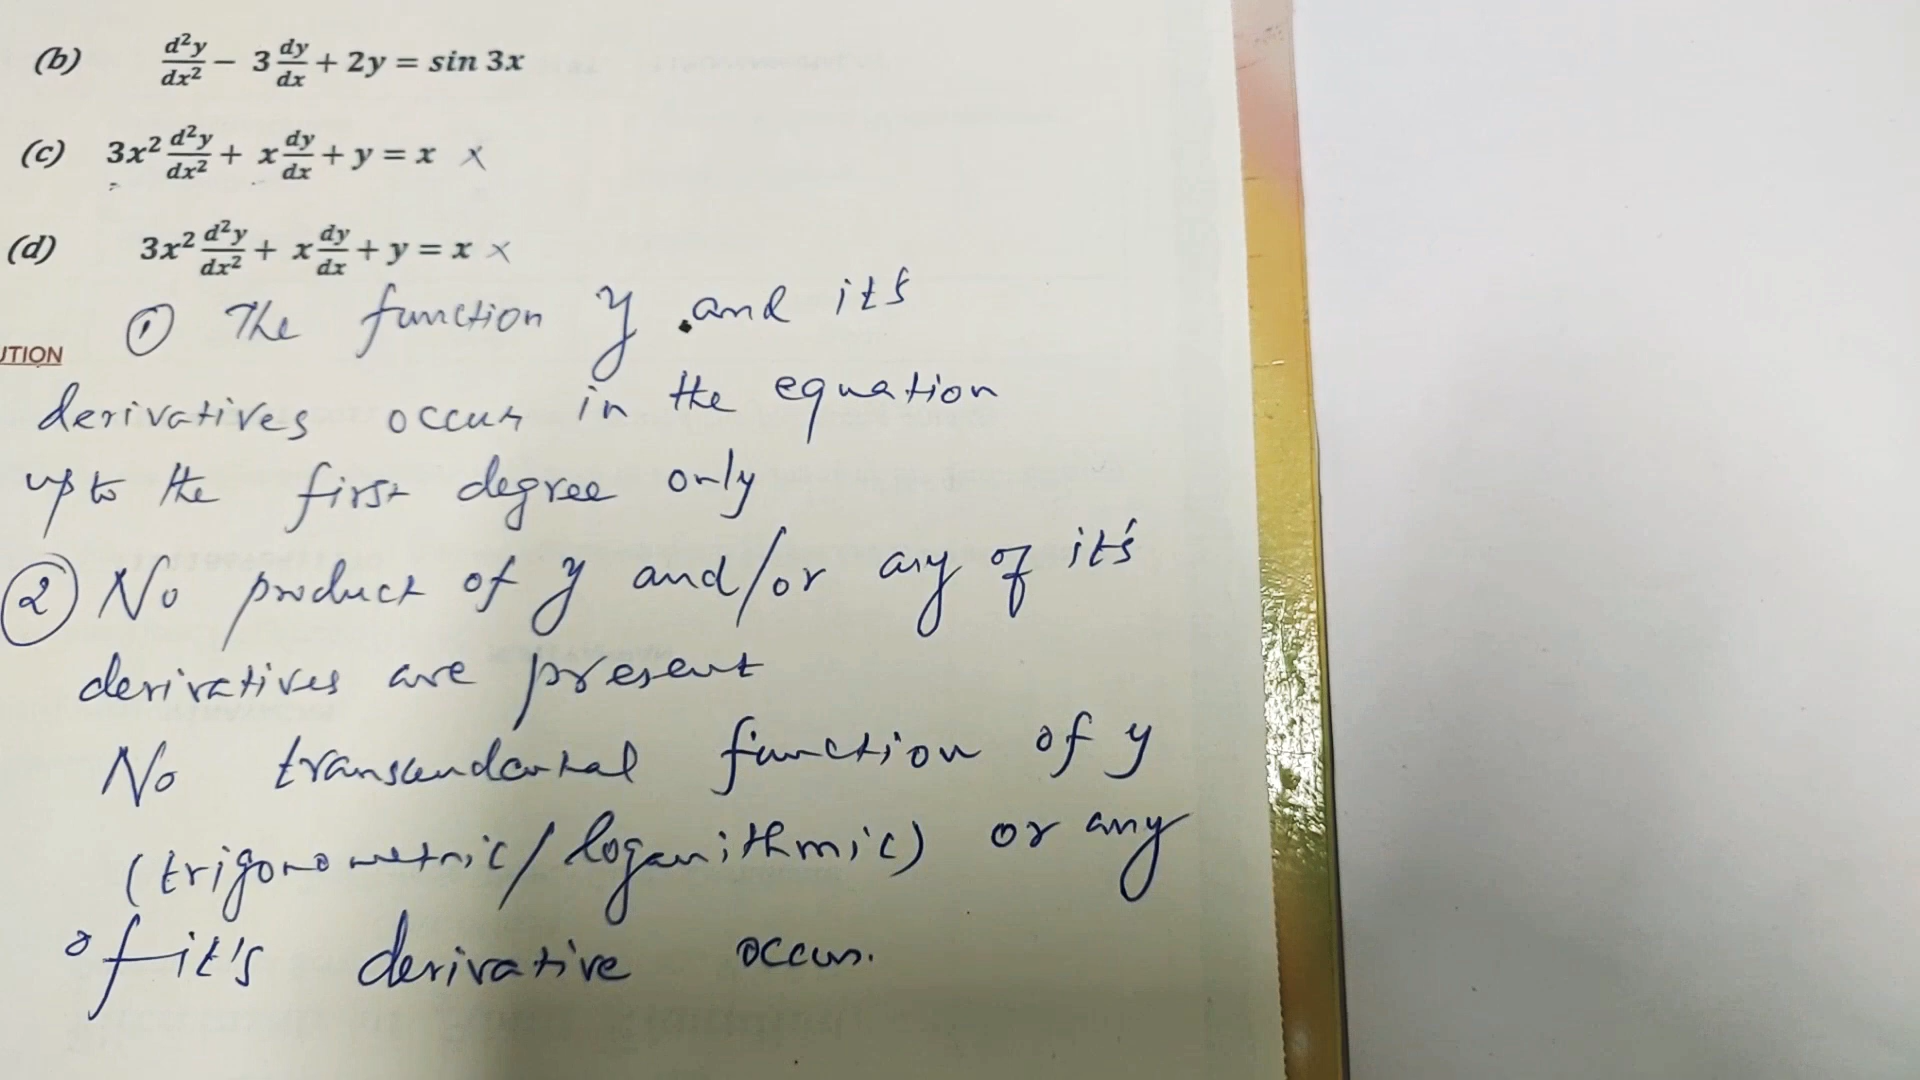 (b) d²y/dx² - 3 dy/dx + 2y = sin 3x
(c) 3x² d²y/dx² + x dy/dx + y = x ×
(d) 3x² d²y/dx² + x dy/dx + y = x ×
① The function y and it's
UTION
derivatives occur in the equation
upto the first degree only
② No product of y and/or any of it's
derivatives are present
No transcendental function of y
(trigonometric/logarithmic) or any
of it's derivative occurs.